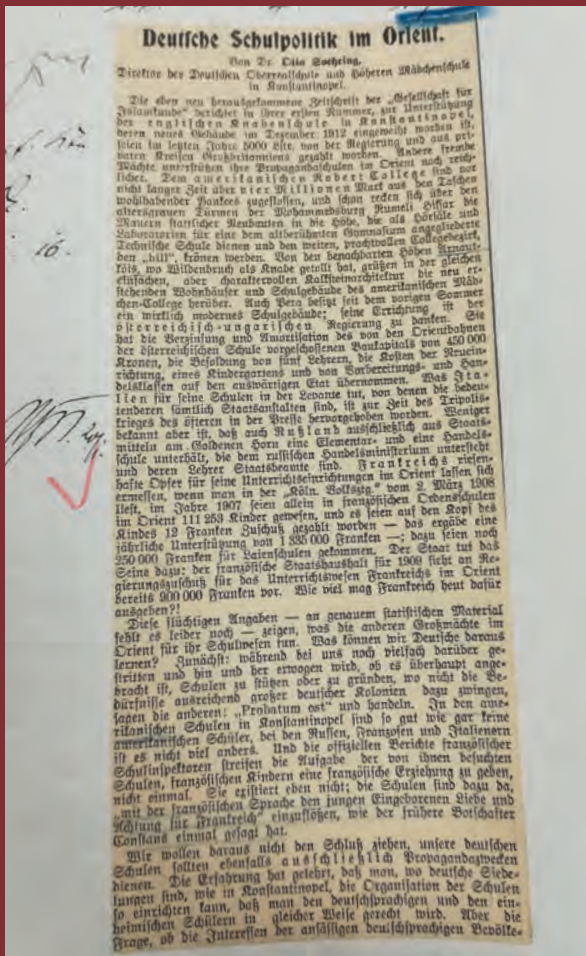 Deutsche Schulpolitik im Orient.
Von Dr. Otto Soehring,
Direktor der Deutschen Oberrealschule und Höheren Mädchenschule
in Konstantinopel.
Die eben neu herausgekommene Zeitschrift der „Gesellschaft für
Islamkunde“ berichtet in ihrer ersten Nummer, zur Unterstützung
der englischen Knabenschule in Konstantinopel,
deren neues Gebäude im Dezember 1912 eingeweiht worden ist,
seien im letzten Jahre 5000 Lstr. von der Regierung und aus pri-
vaten Kreisen Großbritanniens gezahlt worden. Andere fremde
Mächte unterstützen ihre Propagandaschulen im Orient noch reich-
licher. Dem amerikanischen Robert College sind vor
nicht langer Zeit über vier Millionen Mark aus den Taschen
wohlhabender Yankees zugeflossen, und schon recken sich über den
altersgrauen Türmen der Mohammedsburg Rumeli Hissar die
Mauern stattlicher Neubauten in die Höhe, die als Hörsäle und
Laboratorien für eine dem altberühmten Gymnasium angegliederte
Technische Schule dienen und den weiten, prachtvollen Collegebezirk,
den „hill“, krönen werden. Von den benachbarten Höhen Arnaut-
köis, wo Wildenbruch als Knabe getollt hat, grüßen in der gleichen
einfachen, aber charaktervollen Kalksteinarchitektur die neu er-
stehenden Wohnhäuser und Schulgebäude des amerikanischen Mäd-
chen-College herüber. Auch Pera besitzt seit dem vorigen Sommer
ein wirklich modernes Schulgebäude; seine Errichtung ist der
österreichisch-ungarischen Regierung zu danken. Sie
hat die Verzinsung und Amortisation des von den Orientbahnen
der österreichischen Schule vorgeschossenen Baukapitals von 450 000
Kronen, die Besoldung von fünf Lehrern, die Kosten der Neuein-
richtung, eines Kindergartens und von Vorbereitungs- und Han-
delsklassen auf den auswärtigen Etat übernommen. Was Ita-
lien für seine Schulen in der Levante tut, von denen die bedeu-
tenderen sämtlich Staatsanstalten sind, ist zur Zeit des Tripolis-
krieges des öfteren in der Presse hervorgehoben worden. Weniger
bekannt aber ist, daß auch Rußland ausschließlich aus Staats-
mitteln am Goldenen Horn eine Elementar- und eine Handels-
schule unterhält, die dem russischen Handelsministerium untersteht
und deren Lehrer Staatsbeamte sind. Frankreichs riesen-
hafte Opfer für seine Unterrichtseinrichtungen im Orient lassen sich
ermessen, wenn man in der „Köln. Volksztg.“ vom 2. März 1908
liest, im Jahre 1907 seien allein in französischen Ordensschulen
im Orient 111 253 Kinder gewesen, und es seien auf den Kopf des
Kindes 12 Franken Zuschuß gezahlt worden — das ergäbe eine
jährliche Unterstützung von 1 335 000 Franken —; dazu seien noch
250 000 Franken für Laienschulen gekommen. Der Staat tut das
Seine dazu: der französische Staatshaushalt für 1909 sieht an Re-
gierungszuschuß für das Unterrichtswesen Frankreichs im Orient
bereits 900 000 Franken vor. Wie viel mag Frankreich heut dafür
ausgeben?!
Diese flüchtigen Angaben — an genauem statistischen Material
fehlt es leider noch — zeigen, was die anderen Großmächte im
Orient für ihr Schulwesen tun. Was können wir Deutsche daraus
lernen? Zunächst: während bei uns noch vielfach darüber ge-
stritten und hin und her erwogen wird, ob es überhaupt ange-
bracht ist, Schulen zu stützen oder zu gründen, wo nicht die Be-
dürfnisse ausreichend großer deutscher Kolonien dazu zwingen,
sagen die anderen: „Probatum est“ und handeln. In den ame-
rikanischen Schulen in Konstantinopel sind so gut wie gar keine
amerikanischen Schüler, bei den Russen, Franzosen und Italienern
ist es nicht viel anders. Und die offiziellen Berichte französischer
Schulinspektoren streifen die Aufgabe der von ihnen besuchten
Schulen, französischen Kindern eine französische Erziehung zu geben,
nicht einmal. Sie existiert eben nicht; die Schulen sind dazu da,
„mit der französischen Sprache den jungen Eingeborenen Liebe und
Achtung für Frankreich“ einzuflößen, wie der frühere Botschafter
Constans einmal gesagt hat.
Wir wollen daraus nicht den Schluß ziehen, unsere deutschen
Schulen sollten ebenfalls ausschließlich Propagandazwecken
dienen. Die Erfahrung hat gelehrt, daß man, wo deutsche Siede-
lungen sind, wie in Konstantinopel, die Organisation der Schulen
so einrichten kann, daß man den deutschsprachigen und den ein-
heimischen Schülern in gleicher Weise gerecht wird. Aber die
Frage, ob die Interessen der ansässigen deutschsprachigen Bevölke-
16.